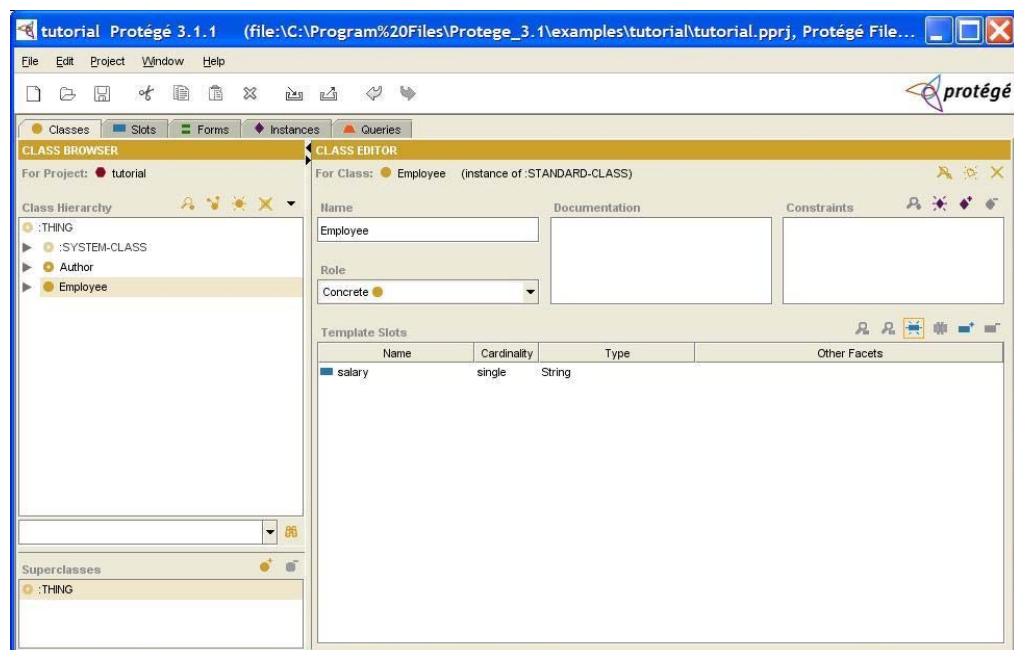 tutorial Protégé 3.1.1 (file:\C:\Program%20Files\Protege_3.1\examples\tutorial\tutorial.pprj, Protégé File...
File Edit Project Window Help
protégé
Classes Slots Forms Instances Queries
CLASS BROWSER
For Project: tutorial
Class Hierarchy
:THING
:SYSTEM-CLASS
Author
Employee
Superclasses
:THING
CLASS EDITOR
For Class: Employee (instance of :STANDARD-CLASS)
Name Documentation Constraints
Employee
Role
Concrete
Template Slots
Name Cardinality Type Other Facets
salary single String